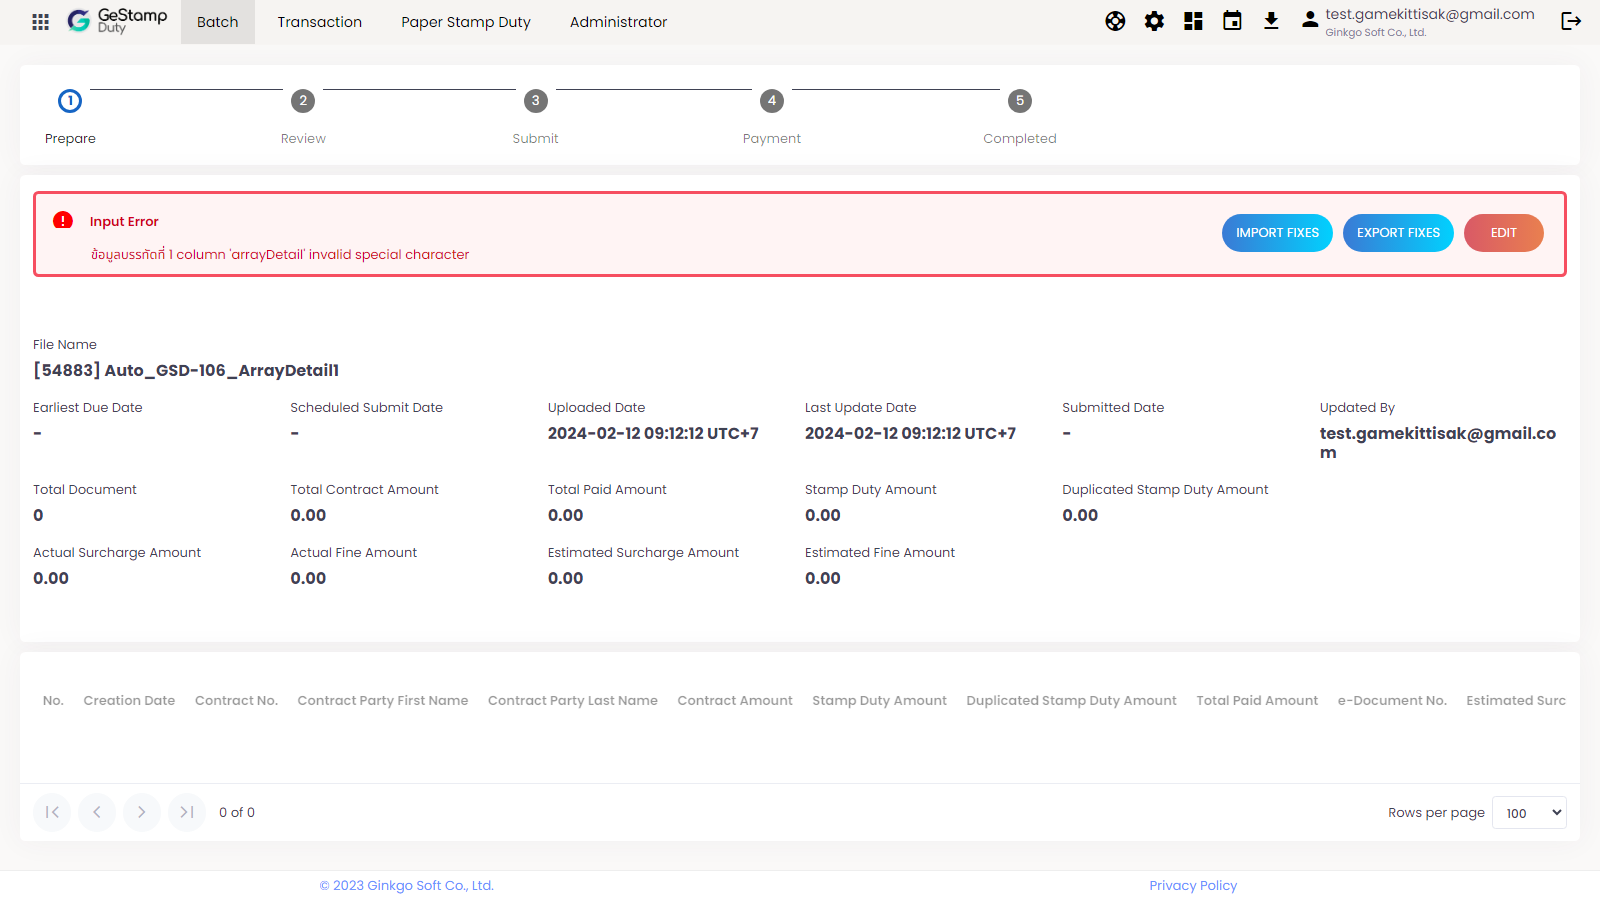 GeStamp
Duty
Batch
Transaction
Paper Stamp Duty
Administrator
test.gamekittisak@gmail.com
Ginkgo Soft Co., Ltd.
1
2
3
4
5
Prepare
Review
Submit
Payment
Completed
Input Error
ข้อมูลบรรทัดที่ 1 column 'arrayDetail' invalid special character
IMPORT FIXES
EXPORT FIXES
EDIT
File Name
[54883] Auto_GSD-106_ArrayDetail1
Earliest Due Date
Scheduled Submit Date
Uploaded Date
Last Update Date
Submitted Date
Updated By
-
-
2024-02-12 09:12:12 UTC+7
2024-02-12 09:12:12 UTC+7
-
test.gamekittisak@gmail.co
m
Total Document
Total Contract Amount
Total Paid Amount
Stamp Duty Amount
Duplicated Stamp Duty Amount
0
0.00
0.00
0.00
0.00
Actual Surcharge Amount
Actual Fine Amount
Estimated Surcharge Amount
Estimated Fine Amount
0.00
0.00
0.00
0.00
No.
Creation Date
Contract No.
Contract Party First Name
Contract Party Last Name
Contract Amount
Stamp Duty Amount
Duplicated Stamp Duty Amount
Total Paid Amount
e-Document No.
Estimated Surc
0 of 0
Rows per page
100
© 2023 Ginkgo Soft Co., Ltd.
Privacy Policy